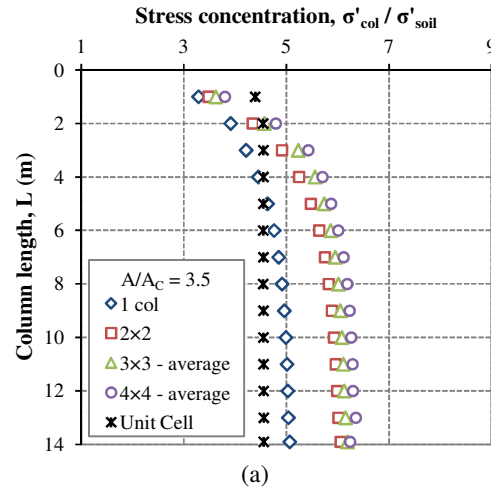 Stress concentration, σ'col / σ'soil
1 3 5 7 9
Column length, L (m)
0
2
4
6
8
10
12
14
A/AC = 3.5
1 col
2×2
3×3 - average
4×4 - average
Unit Cell
(a)